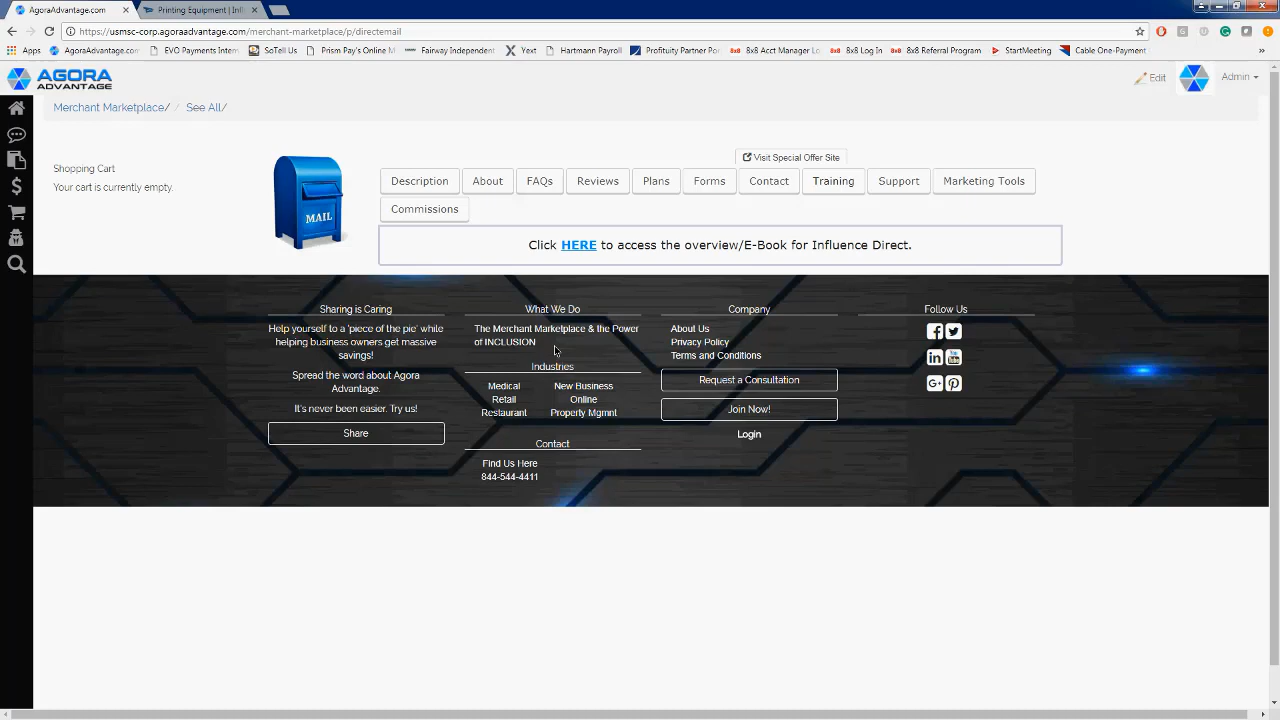 AgoraAdvantage.com
Printing Equipment | Infl
https://usmsc-corp.agoraadvantage.com/merchant-marketplace/p/directemail
Apps AgoraAdvantage.com EVO Payments Intern SoTellUs Prism Pay's Online M Fairway Independent Yext Hartmann Payroll Profituity Partner 8x8 Acct Manager Lo 8x8 Log In 8x8 Referral Program StartMeeting Cable One-Payment
AGORA
ADVANTAGE
Edit
Admin
Merchant Marketplace/ / See All/
Shopping Cart
Your cart is currently empty.
MAIL
Visit Special Offer Site
Description About FAQs Reviews Plans Forms Contact Training Support Marketing Tools
Commissions
Click HERE to access the overview/E-Book for Influence Direct.
Sharing is Caring
Help yourself to a 'piece of the pie' while
helping business owners get massive
savings!
Spread the word about Agora
Advantage.
It's never been easier. Try us!
Share
What We Do
The Merchant Marketplace & the Power
of INCLUSION
Industries
Medical New Business
Retail Online
Restaurant Property Mgmnt
Contact
Find Us Here
844-544-4411
Company
About Us
Privacy Policy
Terms and Conditions
Request a Consultation
Join Now!
Login
Follow Us